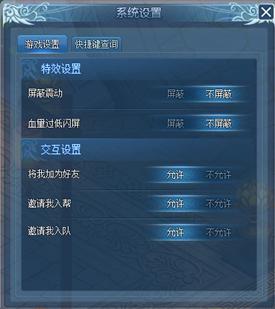 系统设置
游戏设置 快捷键查询
特效设置
屏蔽震动 屏蔽 不屏蔽
血量过低闪屏 屏蔽 不屏蔽
交互设置
将我加为好友 允许 不允许
邀请我入帮 允许 不允许
邀请我入队 允许 不允许